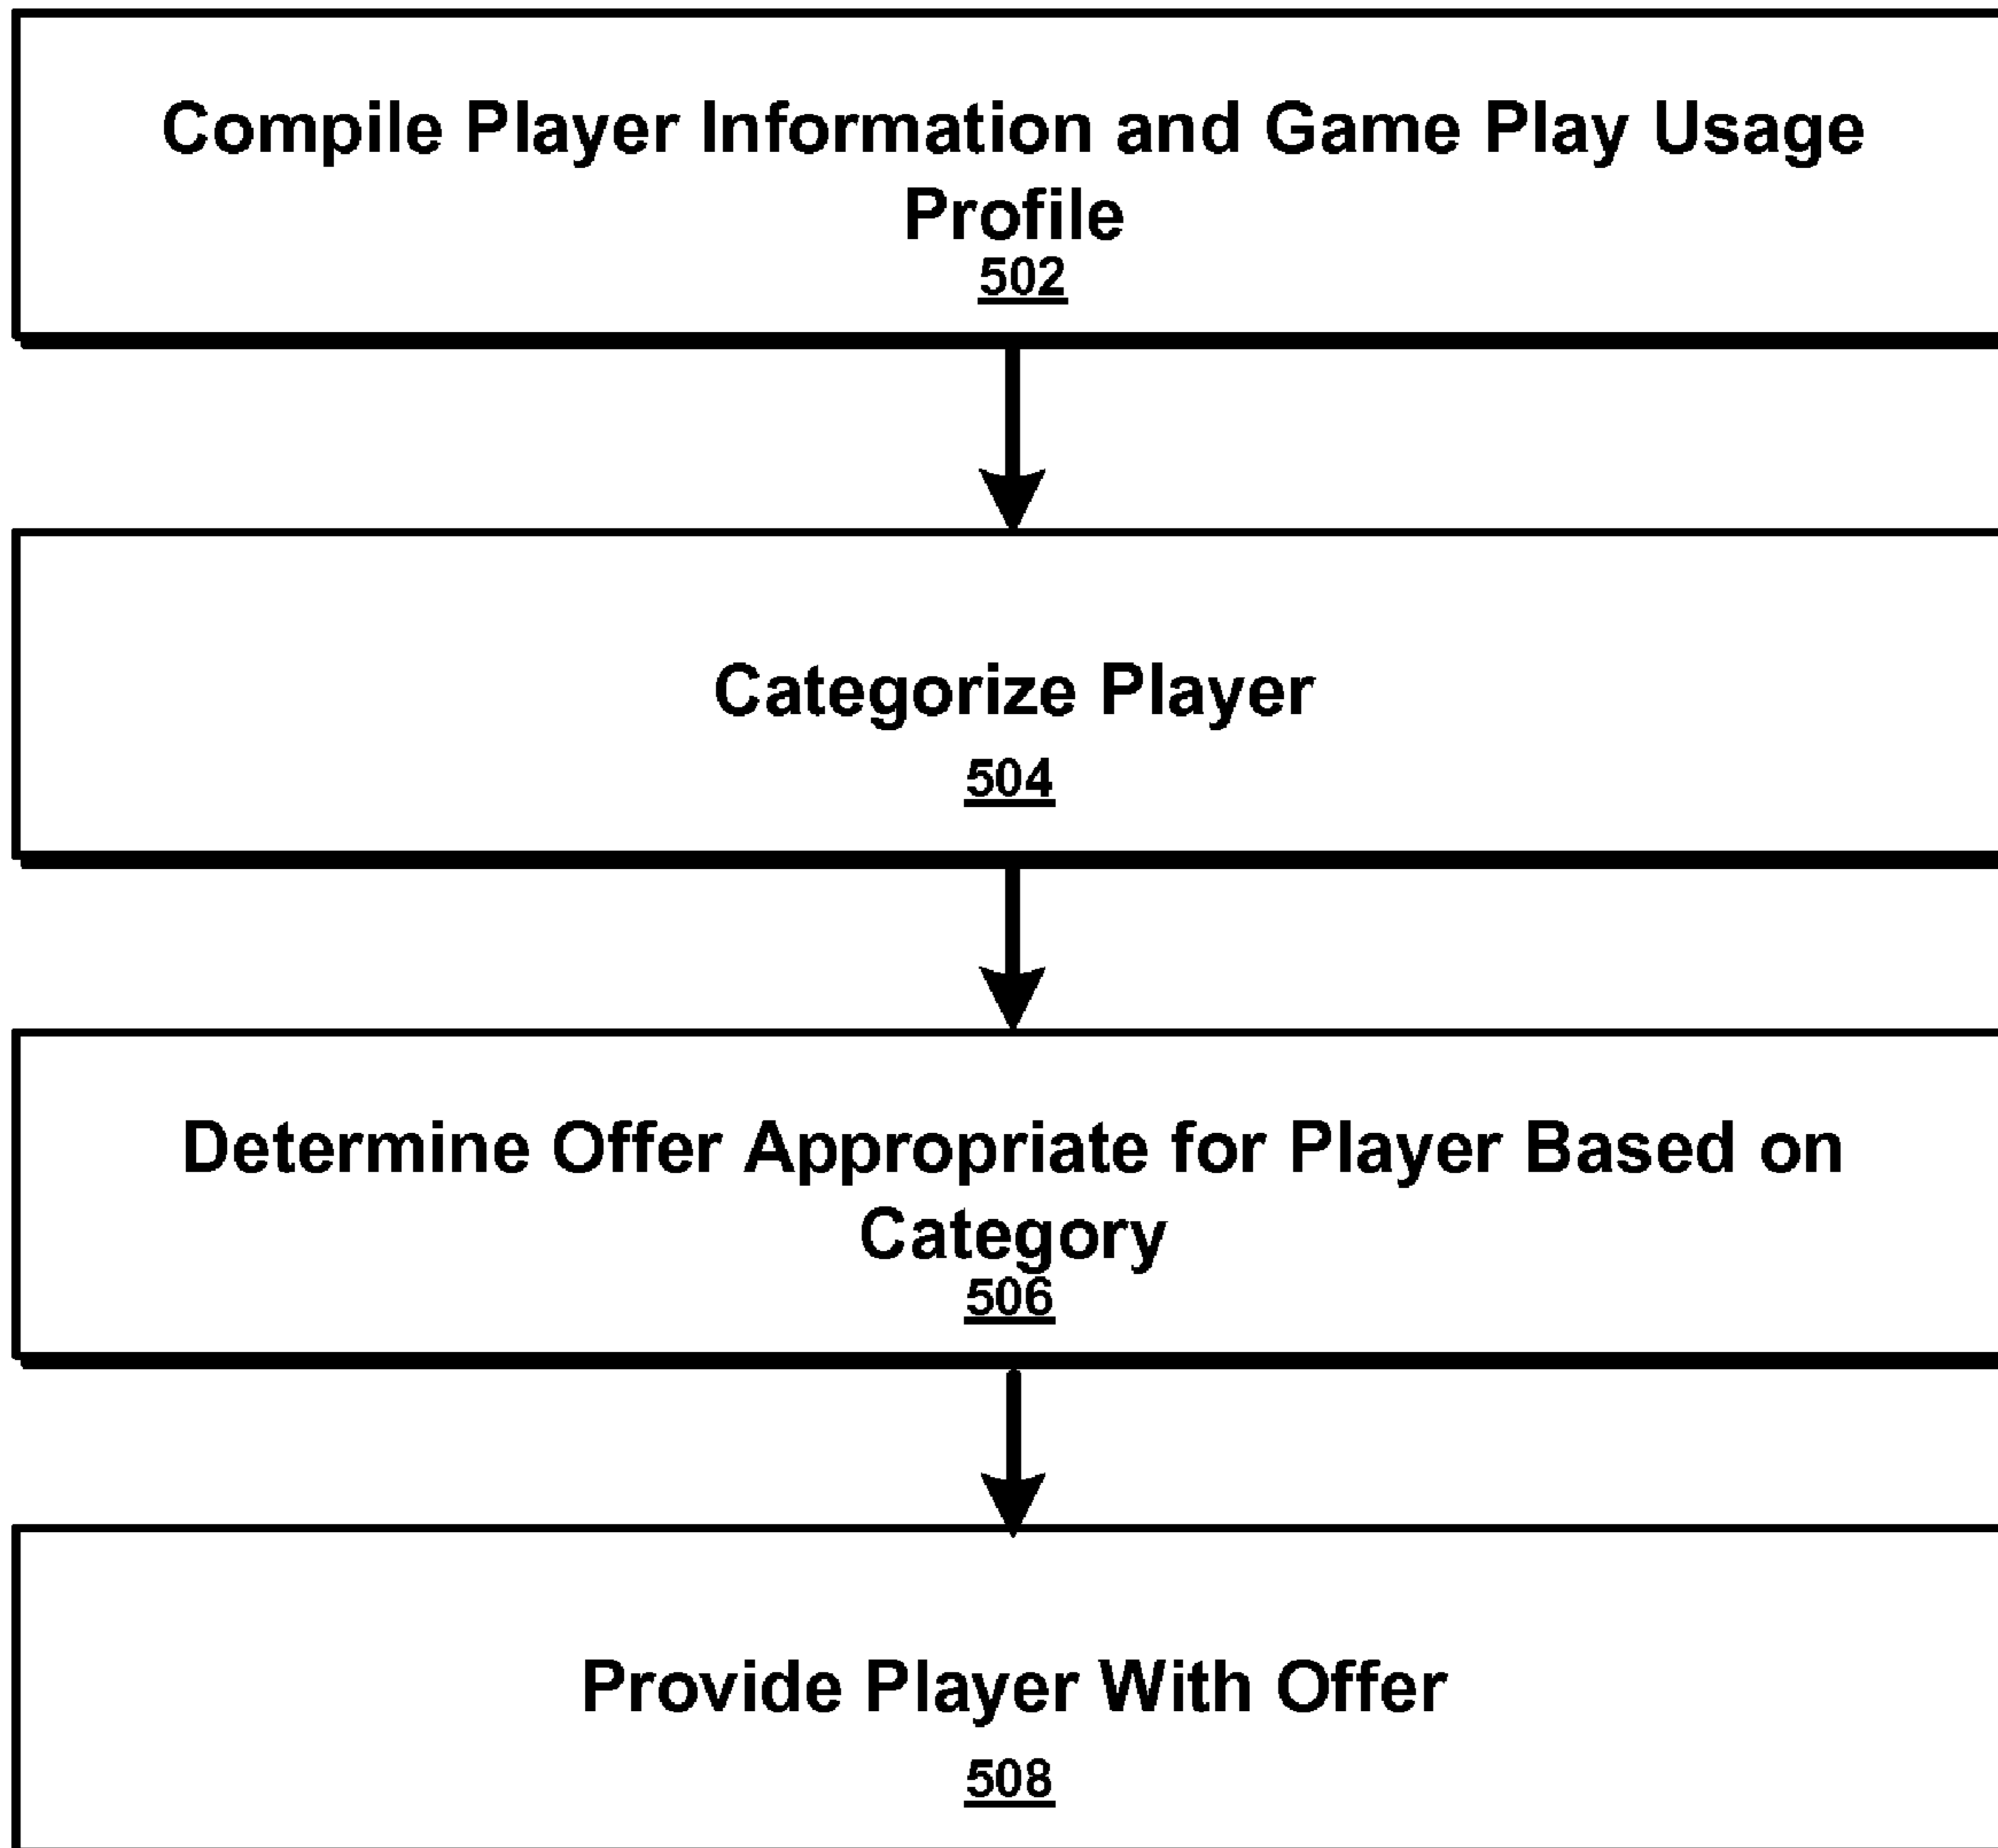 Compile Player Information and Game Play Usage
Profile
502
Categorize Player
504
Determine Offer Appropriate for Player Based on
Category
506
Provide Player With Offer
508